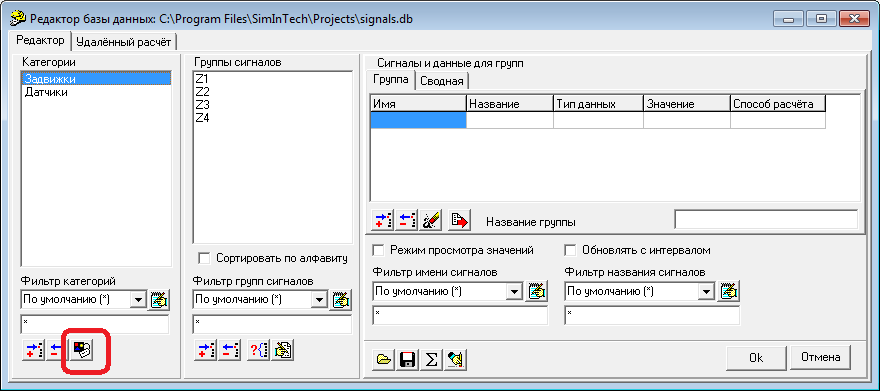 Редактор базы данных: C:\Program Files\SimInTech\Projects\signals.db
Редактор Удалённый расчёт
Категории
Задвижки
Датчики
Фильтр категорий
По умолчанию (*)
*
Группы сигналов
Z1
Z2
Z3
Z4
Сортировать по алфавиту
Фильтр групп сигналов
По умолчанию (*)
*
Сигналы и данные для групп
Группа Сводная
Имя Название Тип данных Значение Способ расчёта
Название группы
Режим просмотра значений Обновлять с интервалом
Фильтр имени сигналов Фильтр названия сигналов
По умолчанию (*) По умолчанию (*)
* *
Ok Отмена